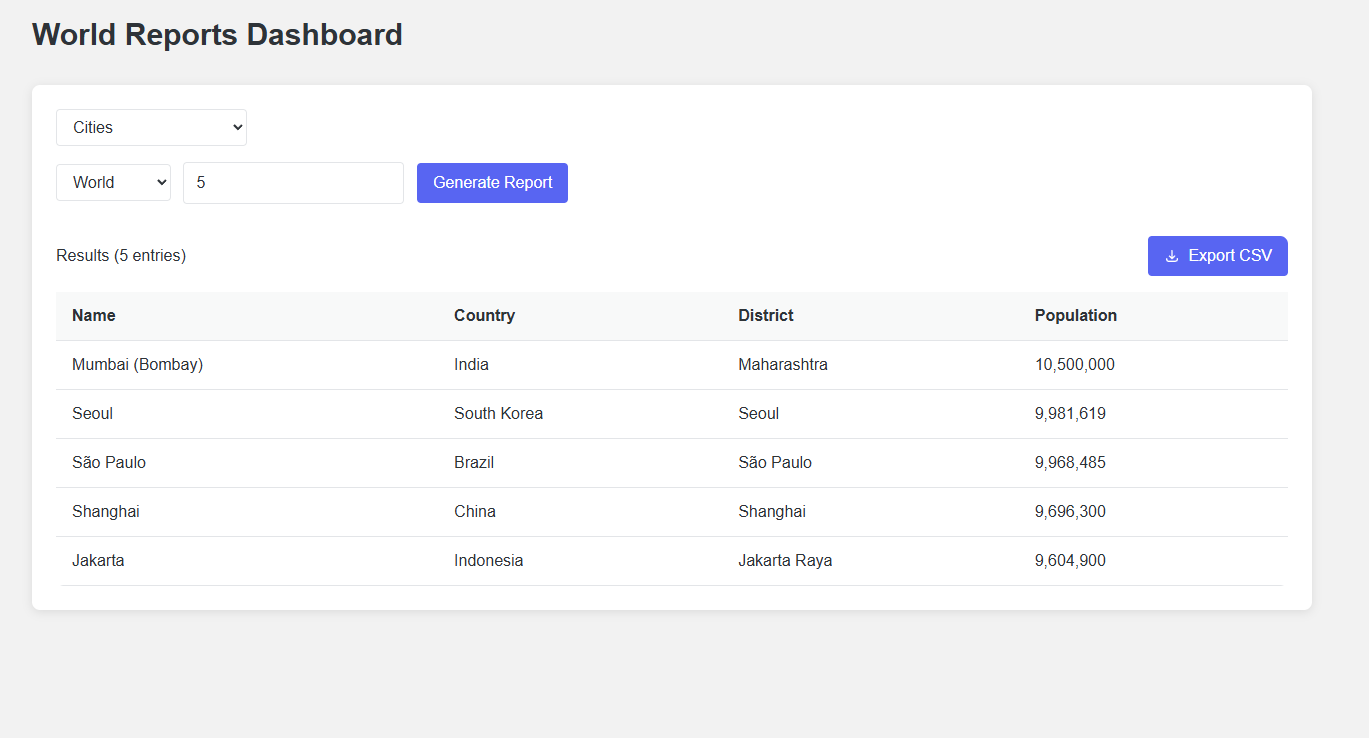 World Reports Dashboard
Cities
World 5 Generate Report
Results (5 entries) Export CSV
Name Country District Population
Mumbai (Bombay) India Maharashtra 10,500,000
Seoul South Korea Seoul 9,981,619
São Paulo Brazil São Paulo 9,968,485
Shanghai China Shanghai 9,696,300
Jakarta Indonesia Jakarta Raya 9,604,900